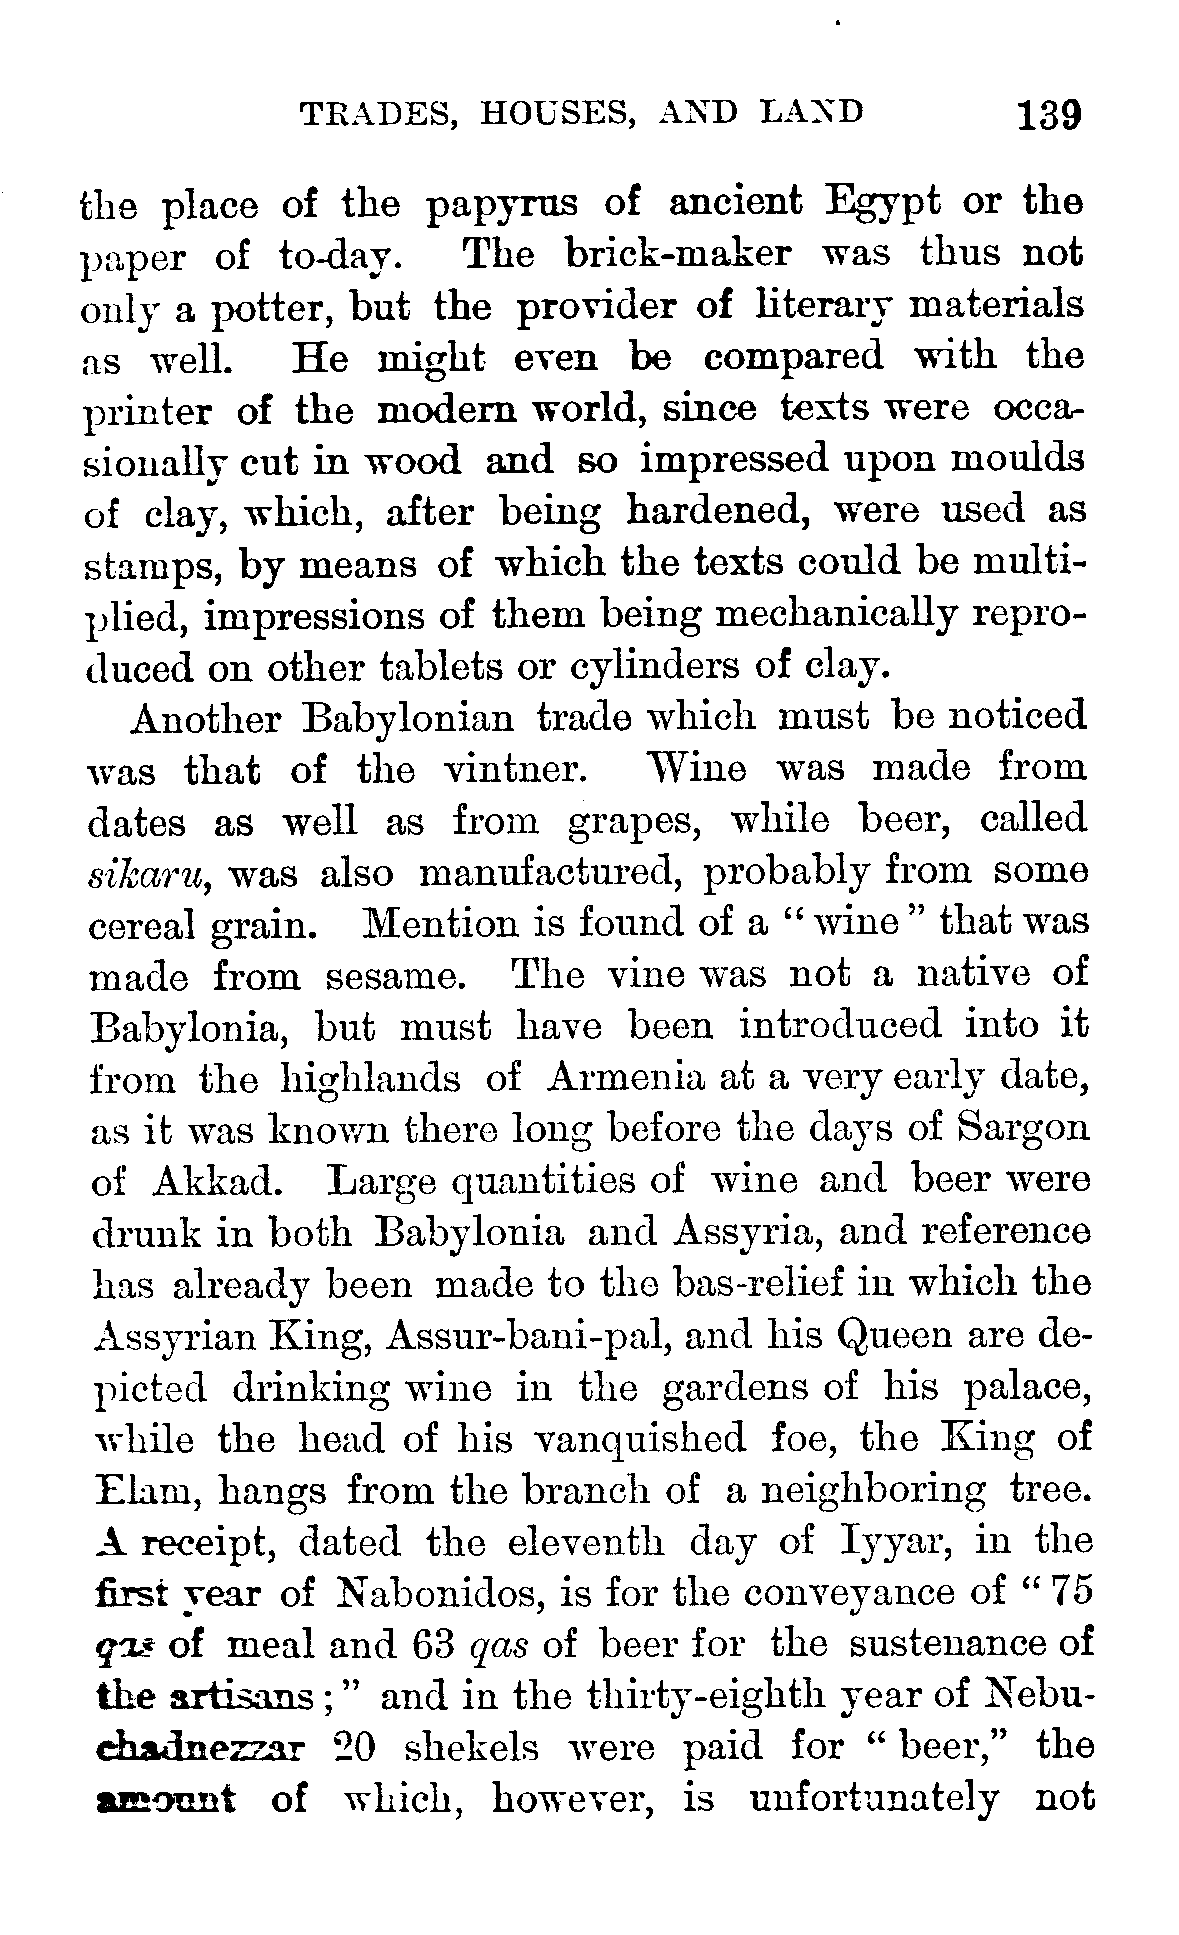 TRADES, HOUSES, AND LAND 139
the place of the papyrus of ancient Egypt or the
paper of to-day. The brick-maker was thus not
only a potter, but the provider of literary materials
as well. He might even be compared with the
printer of the modern world, since texts were occa-
sionally cut in wood and so impressed upon moulds
of clay, which, after being hardened, were used as
stamps, by means of which the texts could be multi-
plied, impressions of them being mechanically repro-
duced on other tablets or cylinders of clay.
Another Babylonian trade which must be noticed
was that of the vintner. Wine was made from
dates as well as from grapes, while beer, called
sikaru, was also manufactured, probably from some
cereal grain. Mention is found of a “wine” that was
made from sesame. The vine was not a native of
Babylonia, but must have been introduced into it
from the highlands of Armenia at a very early date,
as it was known there long before the days of Sargon
of Akkad. Large quantities of wine and beer were
drunk in both Babylonia and Assyria, and reference
has already been made to the bas-relief in which the
Assyrian King, Assur-bani-pal, and his Queen are de-
picted drinking wine in the gardens of his palace,
while the head of his vanquished foe, the King of
Elam, hangs from the branch of a neighboring tree.
A receipt, dated the eleventh day of Iyyar, in the
first year of Nabonidos, is for the conveyance of “75
qas of meal and 63 qas of beer for the sustenance of
the artisans;” and in the thirty-eighth year of Nebu-
chadnezzar 20 shekels were paid for “beer,” the
amount of which, however, is unfortunately not